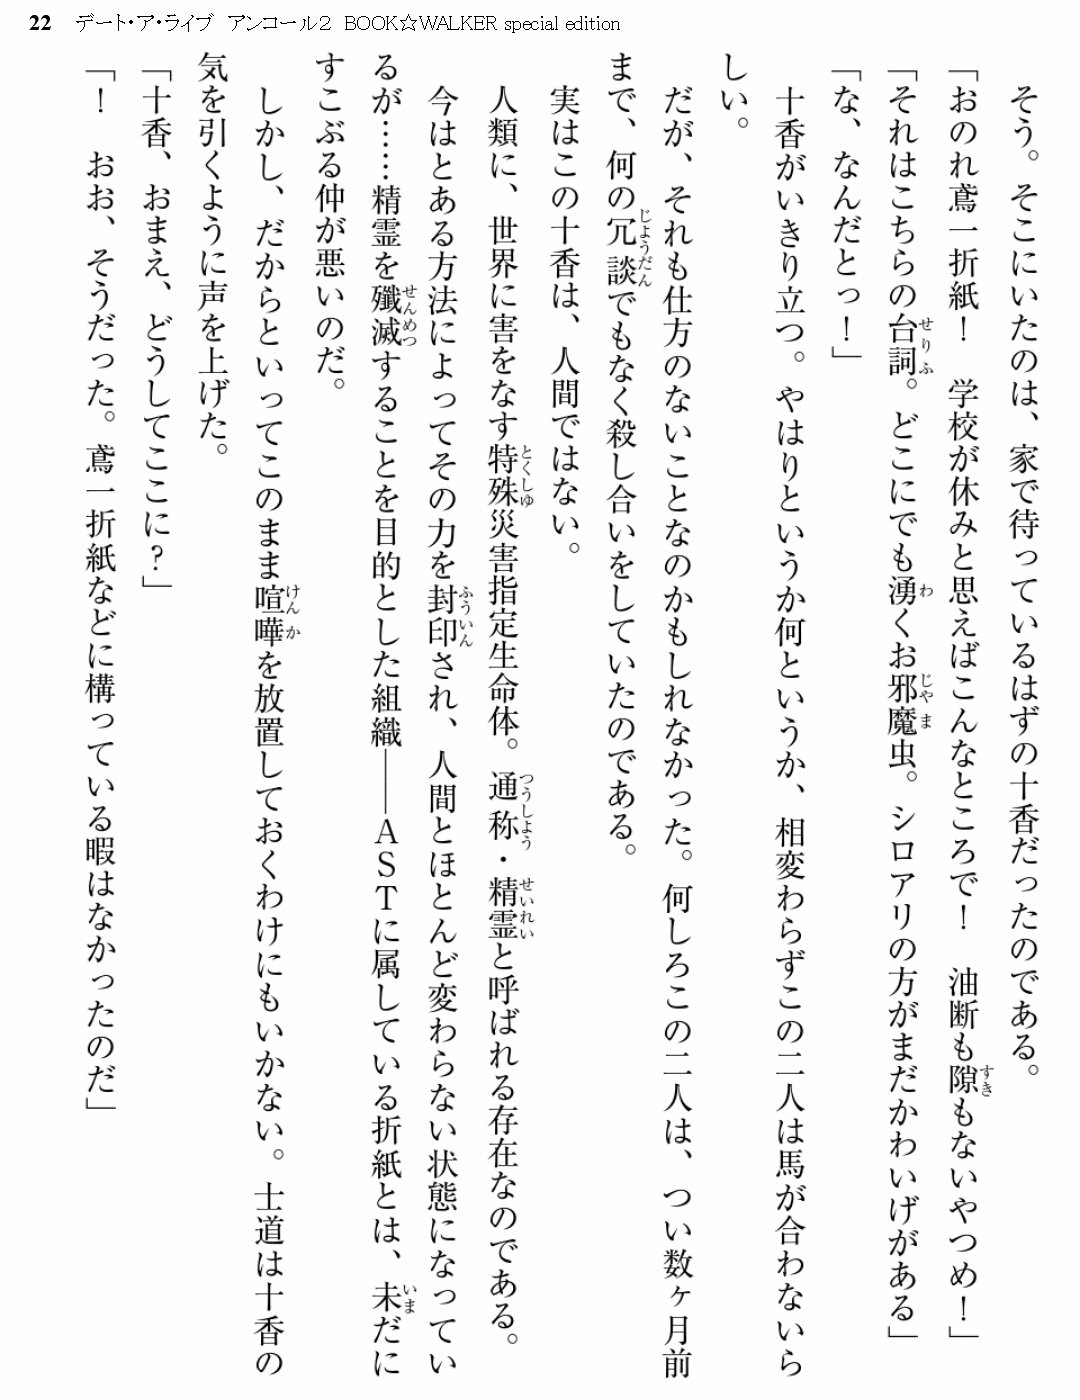 22 デート・ア・ライブ アンコール2 BOOK☆WALKER special edition
　そう。そこにいたのは、家で待っているはずの十香だったのである。
「おのれ鳶一折紙！　学校が休みと思えばこんなところで！　油断も隙もないやつめ！」
「それはこちらの台詞。どこにでも湧くお邪魔虫。シロアリの方がまだかわいげがある」
「な、なんだとっ！」
　十香がいきり立つ。やはりというか何というか、相変わらずこの二人は馬が合わないら
しい。
　だが、それも仕方のないことなのかもしれなかった。何しろこの二人は、つい数ヶ月前
まで、何の冗談でもなく殺し合いをしていたのである。
　実はこの十香は、人間ではない。
　人類に、世界に害をなす特殊災害指定生命体。通称・精霊と呼ばれる存在なのである。
　今はとある方法によってその力を封印され、人間とほとんど変わらない状態になってい
るが……精霊を殲滅することを目的とした組織――ASTに属している折紙とは、未だに
すこぶる仲が悪いのだ。
　しかし、だからといってこのまま喧嘩を放置しておくわけにもいかない。士道は十香の
気を引くように声を上げた。
「十香、おまえ、どうしてここに？」
「！　おお、そうだった。鳶一折紙などに構っている暇はなかったのだ」